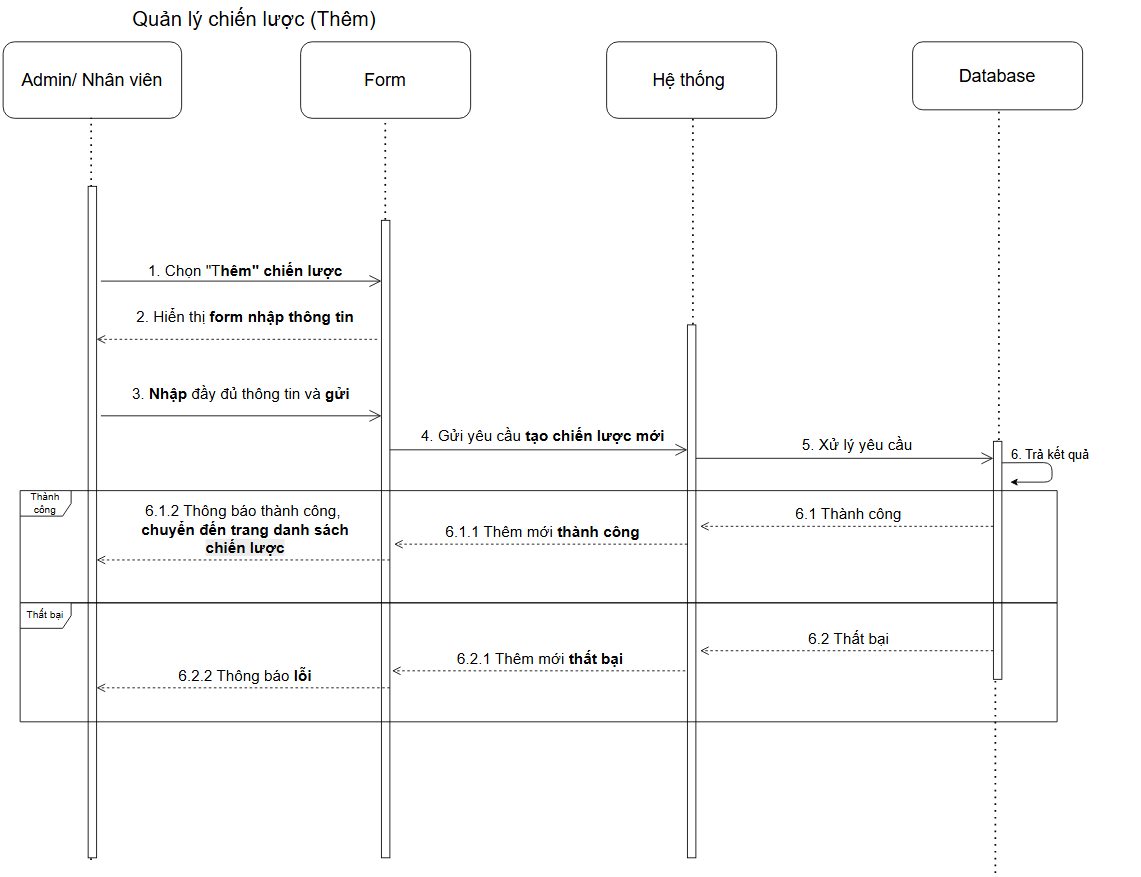 Quản lý chiến lược (Thêm)
Admin/ Nhân viên
Form
Hệ thống
Database
1. Chọn "Thêm" chiến lược
2. Hiển thị form nhập thông tin
3. Nhập đầy đủ thông tin và gửi
4. Gửi yêu cầu tạo chiến lược mới
5. Xử lý yêu cầu
6. Trả kết quả
Thành
công
6.1 Thành công
6.1.1 Thêm mới thành công
6.1.2 Thông báo thành công,
chuyển đến trang danh sách
chiến lược
Thất bại
6.2 Thất bại
6.2.1 Thêm mới thất bại
6.2.2 Thông báo lỗi